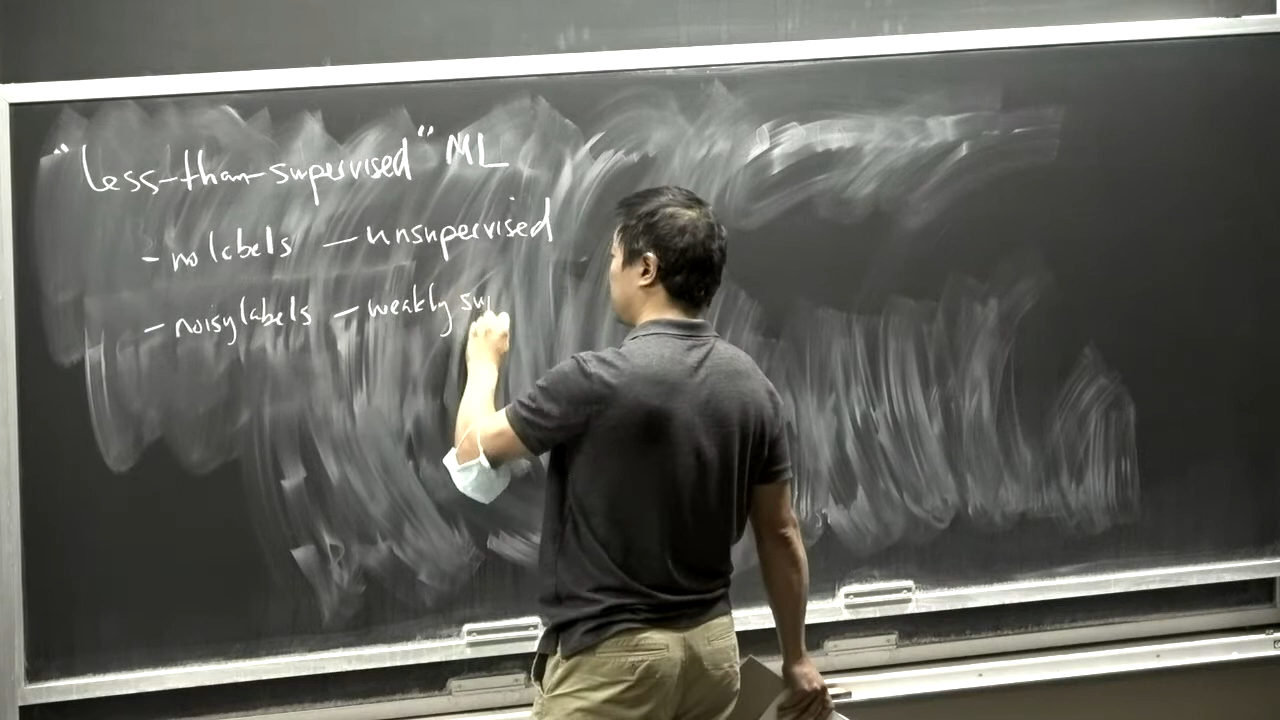 "less-than-supervised" ML
- no labels — unsupervised
- noisy labels — weakly su